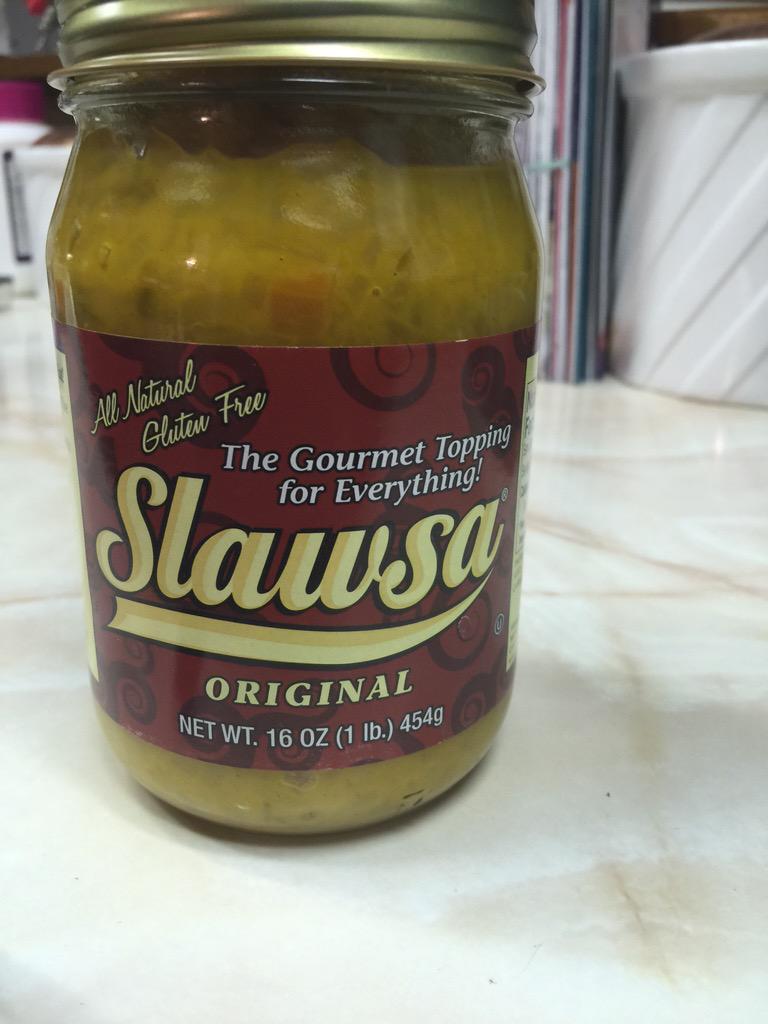 All Natural
Gluten Free
The Gourmet Topping
for Everything!
Slawsa®
U
ORIGINAL
NET WT. 16 OZ (1 lb.) 454g